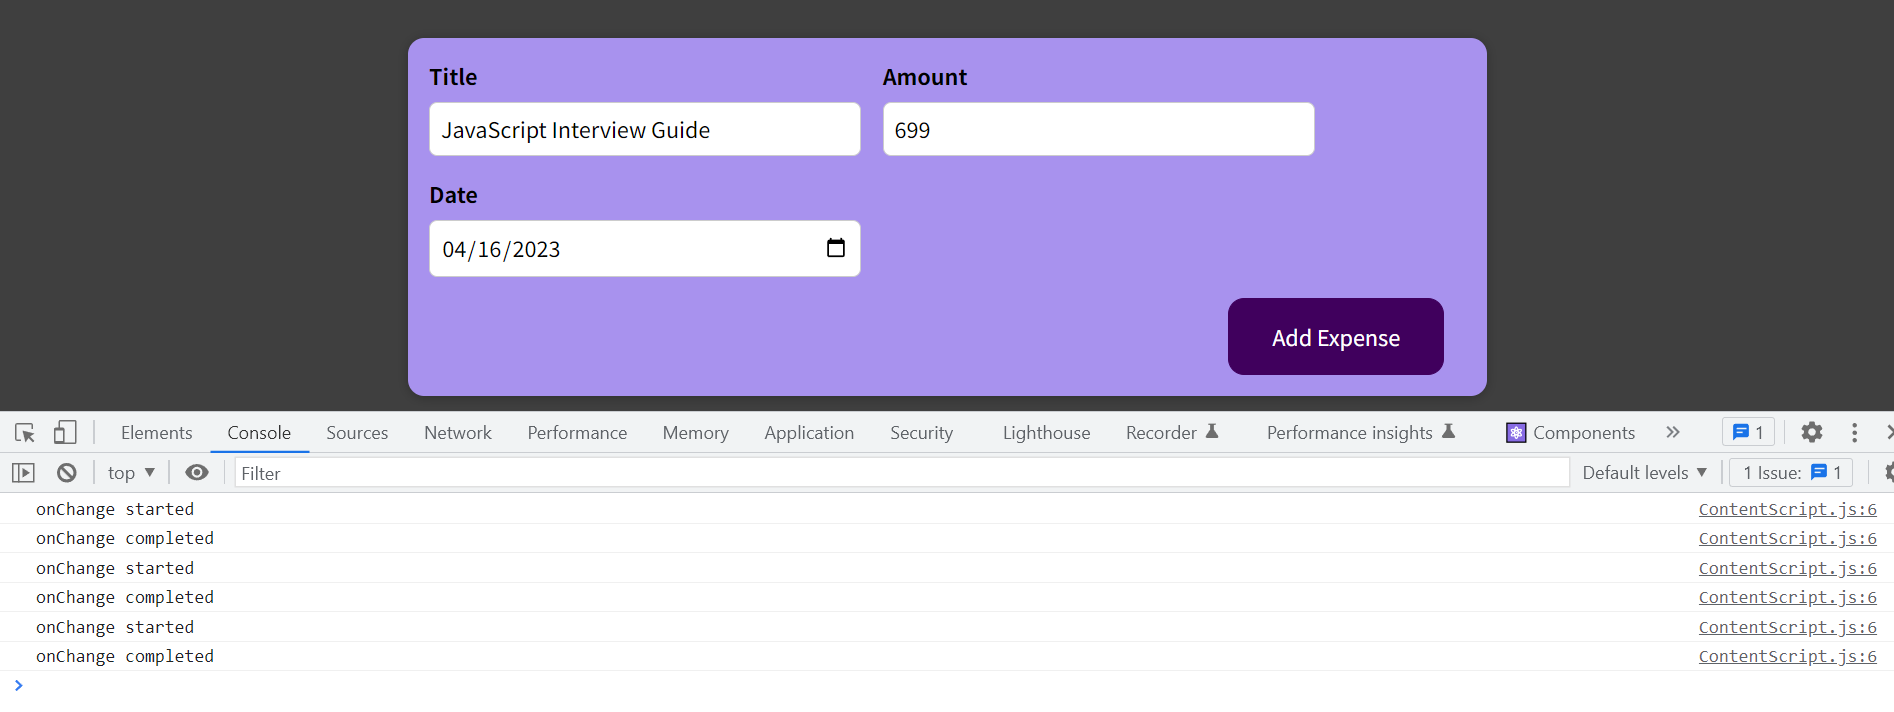 Title Amount
JavaScript Interview Guide 699
Date
04/16/2023
Add Expense
Elements Console Sources Network Performance Memory Application Security Lighthouse Recorder Performance insights Components 1
top Filter Default levels 1 Issue: 1
onChange started ContentScript.js:6
onChange completed ContentScript.js:6
onChange started ContentScript.js:6
onChange completed ContentScript.js:6
onChange started ContentScript.js:6
onChange completed ContentScript.js:6